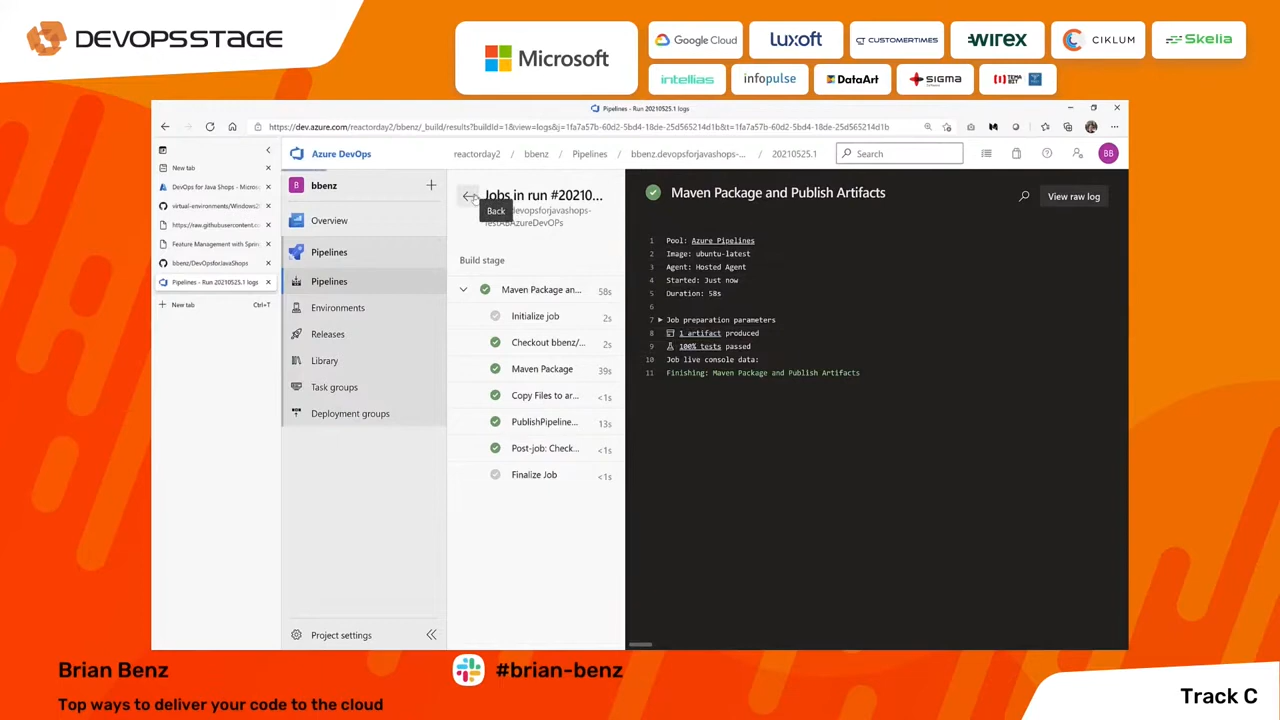 DEVOPSSTAGE
Microsoft
Google Cloud
LUXOFT
CUSTOMERTIMES
WIREX
CIKLUM
Skelia
intellias
infopulse
DataArt
SIGMA
Pipelines - Run 20210525.1 logs
https://dev.azure.com/reactorday2/bbenz/_build/results?buildId=1&view=logs&j=1fa7a57b-60d2-5bd4-18de-25d565214d1b&t=1fa7a57b-60d2-5bd4-18de-25d565214d1b
New tab
DevOps for Java Shops - Micros
virtual-environments/Windows2
https://raw.githubusercontent.c
Feature Management with Sprin
bbenz/DevOpsforJavaShops
Pipelines - Run 20210525.1 logs
New tab Ctrl+T
Azure DevOps
reactorday2 / bbenz / Pipelines / bbenz.devopsforjavashops-... / 20210525.1
Search
BB
B bbenz
Overview
Pipelines
Pipelines
Environments
Releases
Library
Task groups
Deployment groups
Project settings
Jobs in run #20210...
Back
devopsforjavashops-
Build stage
Maven Package an... 58s
Initialize job 2s
Checkout bbenz/... 2s
Maven Package 39s
Copy Files to ar... <1s
PublishPipeline... 13s
Post-job: Check... <1s
Finalize Job <1s
Maven Package and Publish Artifacts
View raw log
1 Pool: Azure Pipelines
2 Image: ubuntu-latest
3 Agent: Hosted Agent
4 Started: Just now
5 Duration: 58s
6
7 Job preparation parameters
8 1 artifact produced
9 100% tests passed
10 Job live console data:
11 Finishing: Maven Package and Publish Artifacts
Brian Benz
#brian-benz
Top ways to deliver your code to the cloud
Track C